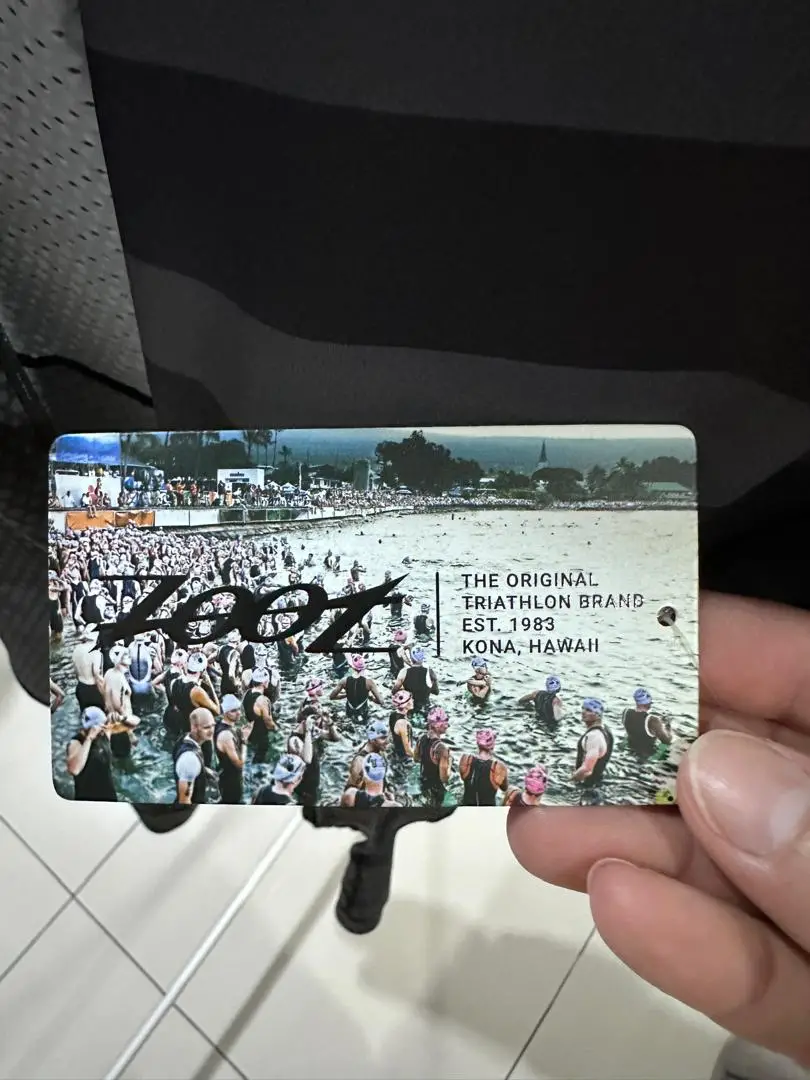 zoot
THE ORIGINAL
TRIATHLON BRAND
EST. 1983
KONA, HAWAII